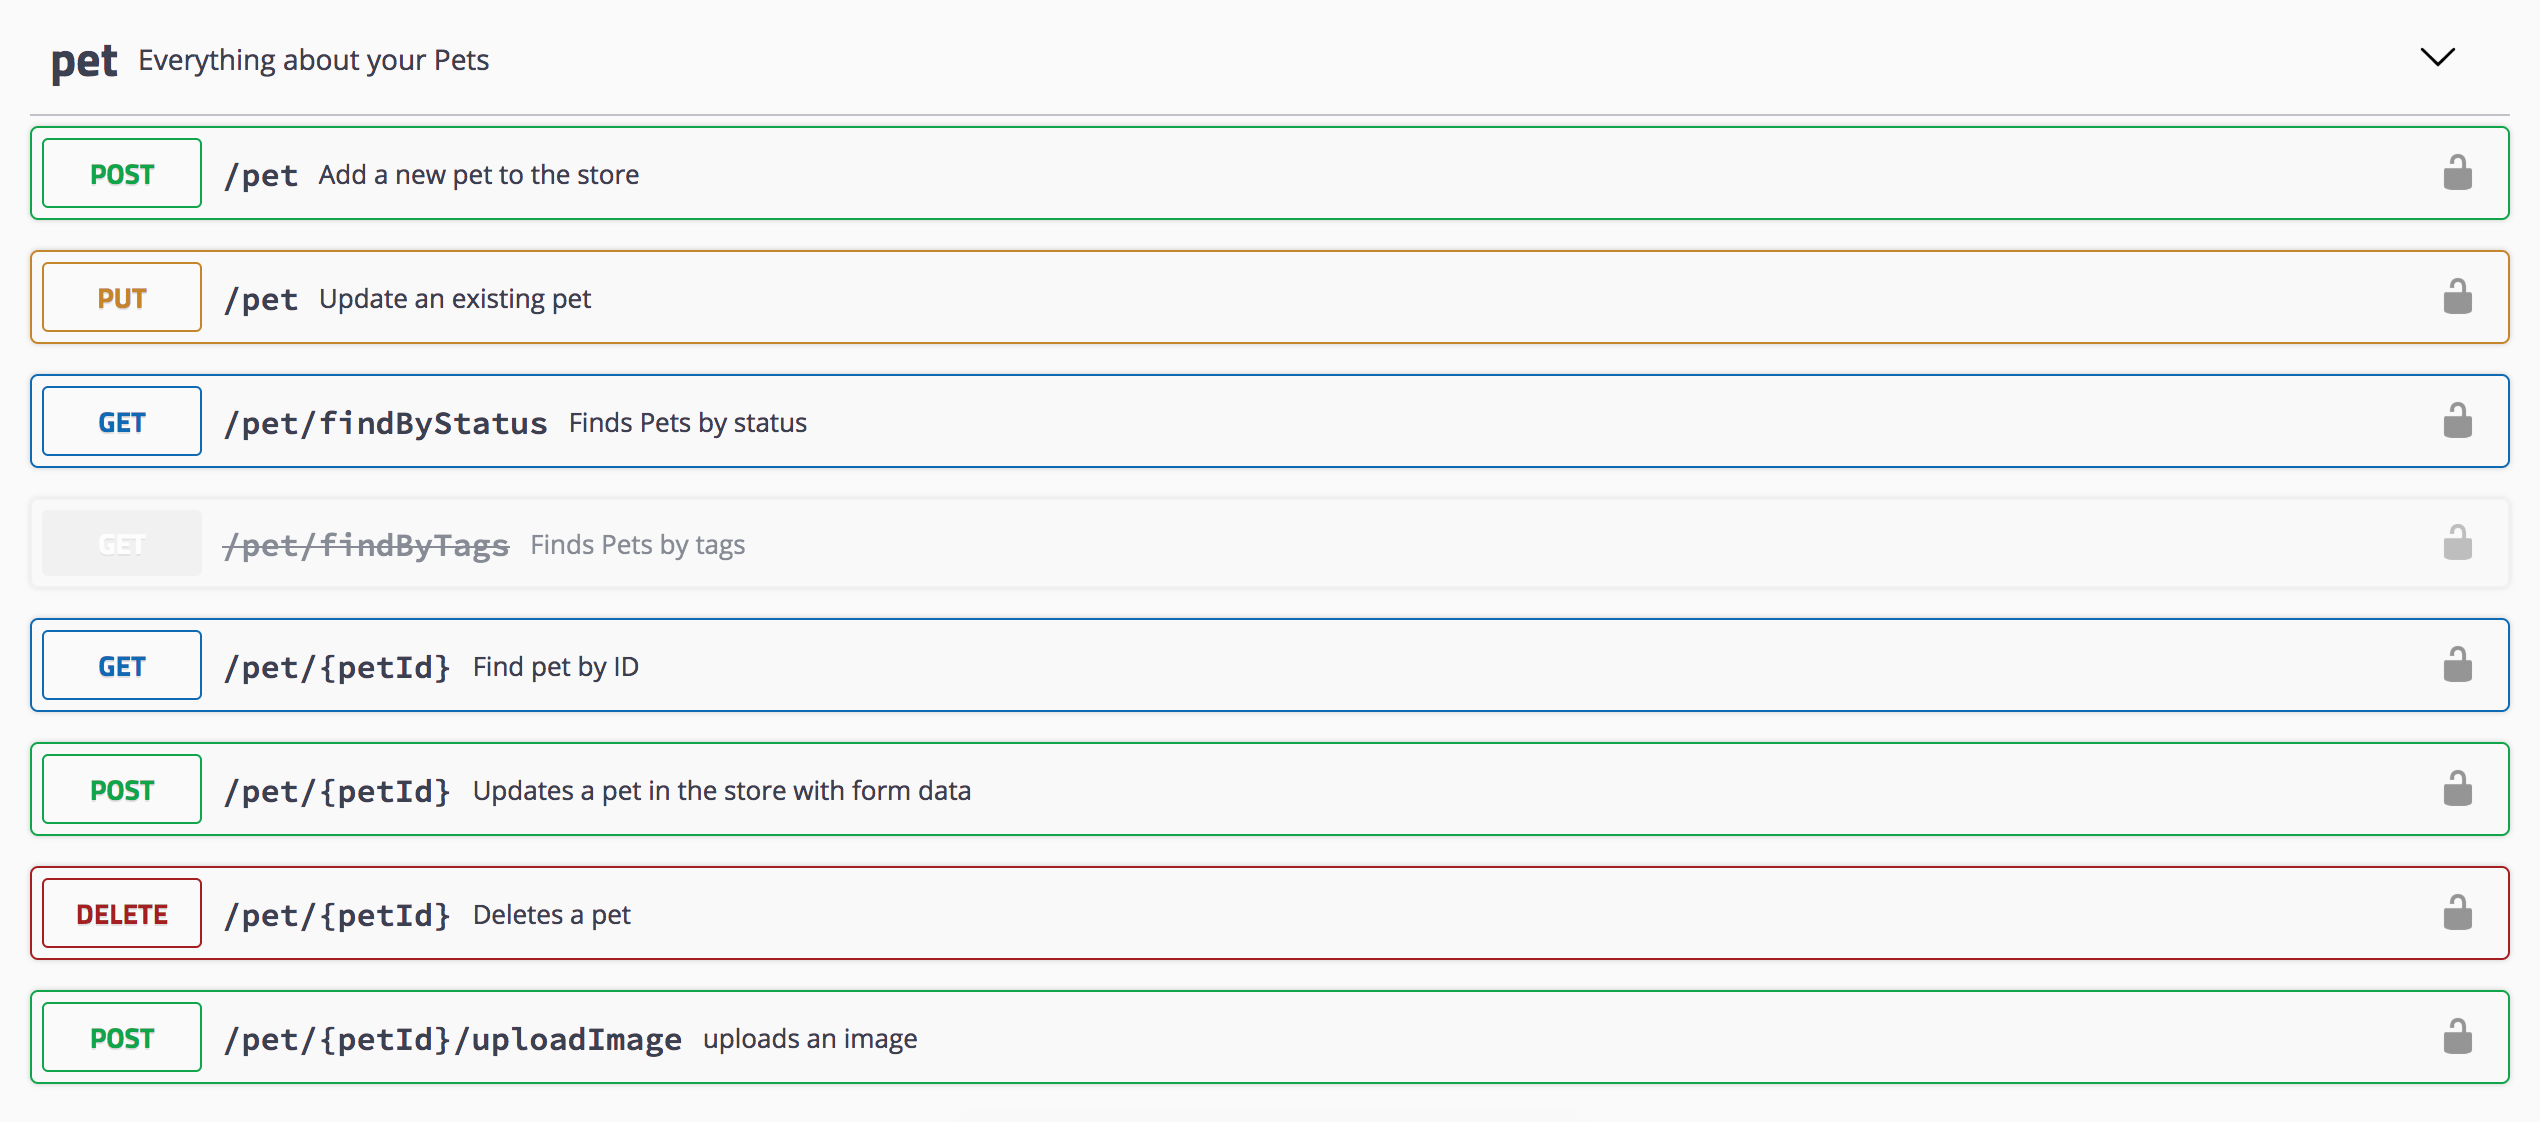 pet Everything about your Pets
POST /pet Add a new pet to the store
PUT /pet Update an existing pet
GET /pet/findByStatus Finds Pets by status
GET /pet/findByTags Finds Pets by tags
GET /pet/{petId} Find pet by ID
POST /pet/{petId} Updates a pet in the store with form data
DELETE /pet/{petId} Deletes a pet
POST /pet/{petId}/uploadImage uploads an image